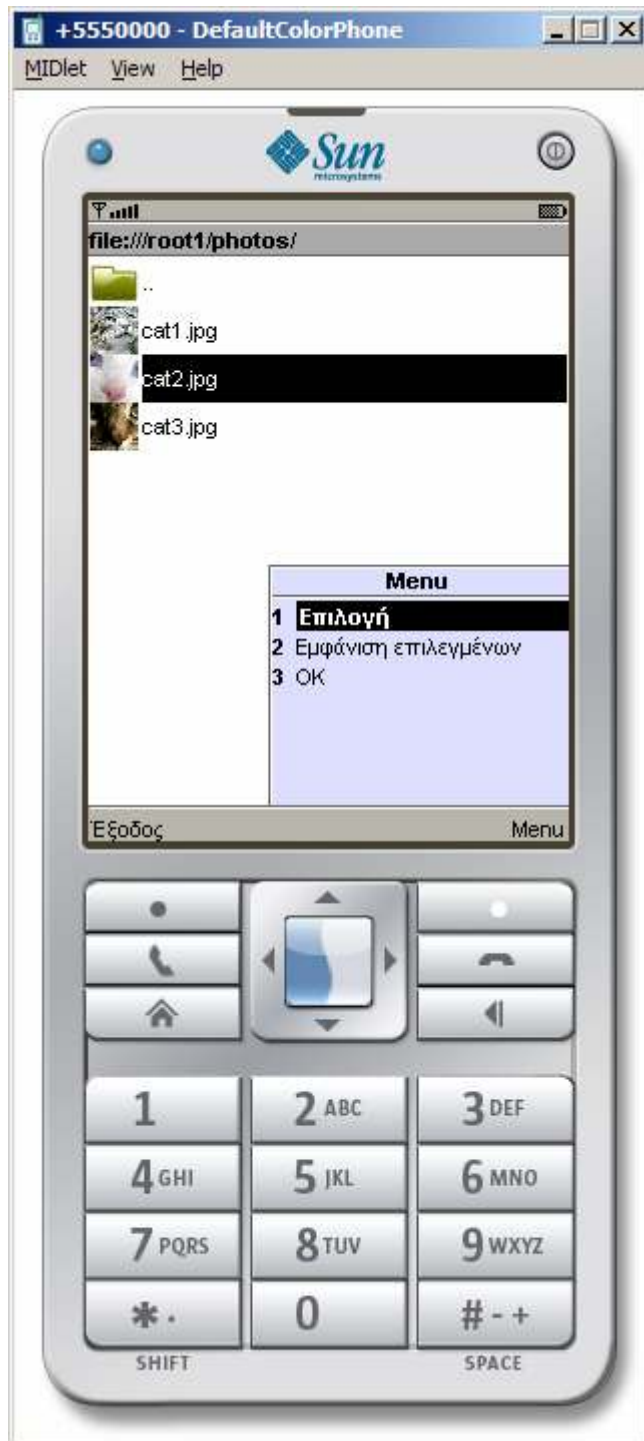 +5550000 - DefaultColorPhone
MIDlet View Help
Sun
microsystems
file:///root1/photos/
..
cat1.jpg
cat2.jpg
cat3.jpg
Menu
1 Επιλογή
2 Εμφάνιση επιλεγμένων
3 OK
Έξοδος Menu
1 2 ABC 3 DEF
4 GHI 5 JKL 6 MNO
7 PQRS 8 TUV 9 WXYZ
* . 0 # - +
SHIFT SPACE